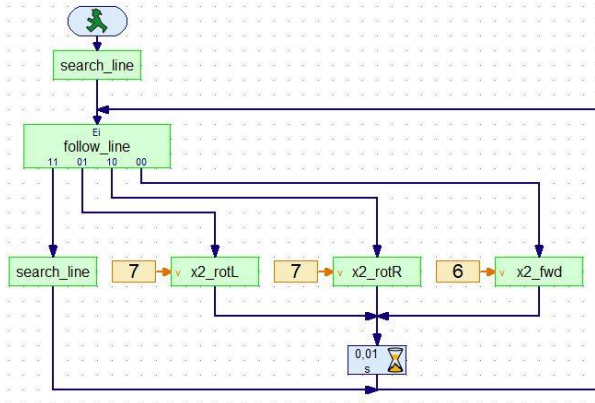 search_line
Ei
follow_line
11 01 10 00
search_line
7 v x2_rotL
7 v x2_rotR
6 v x2_fwd
0,01
s